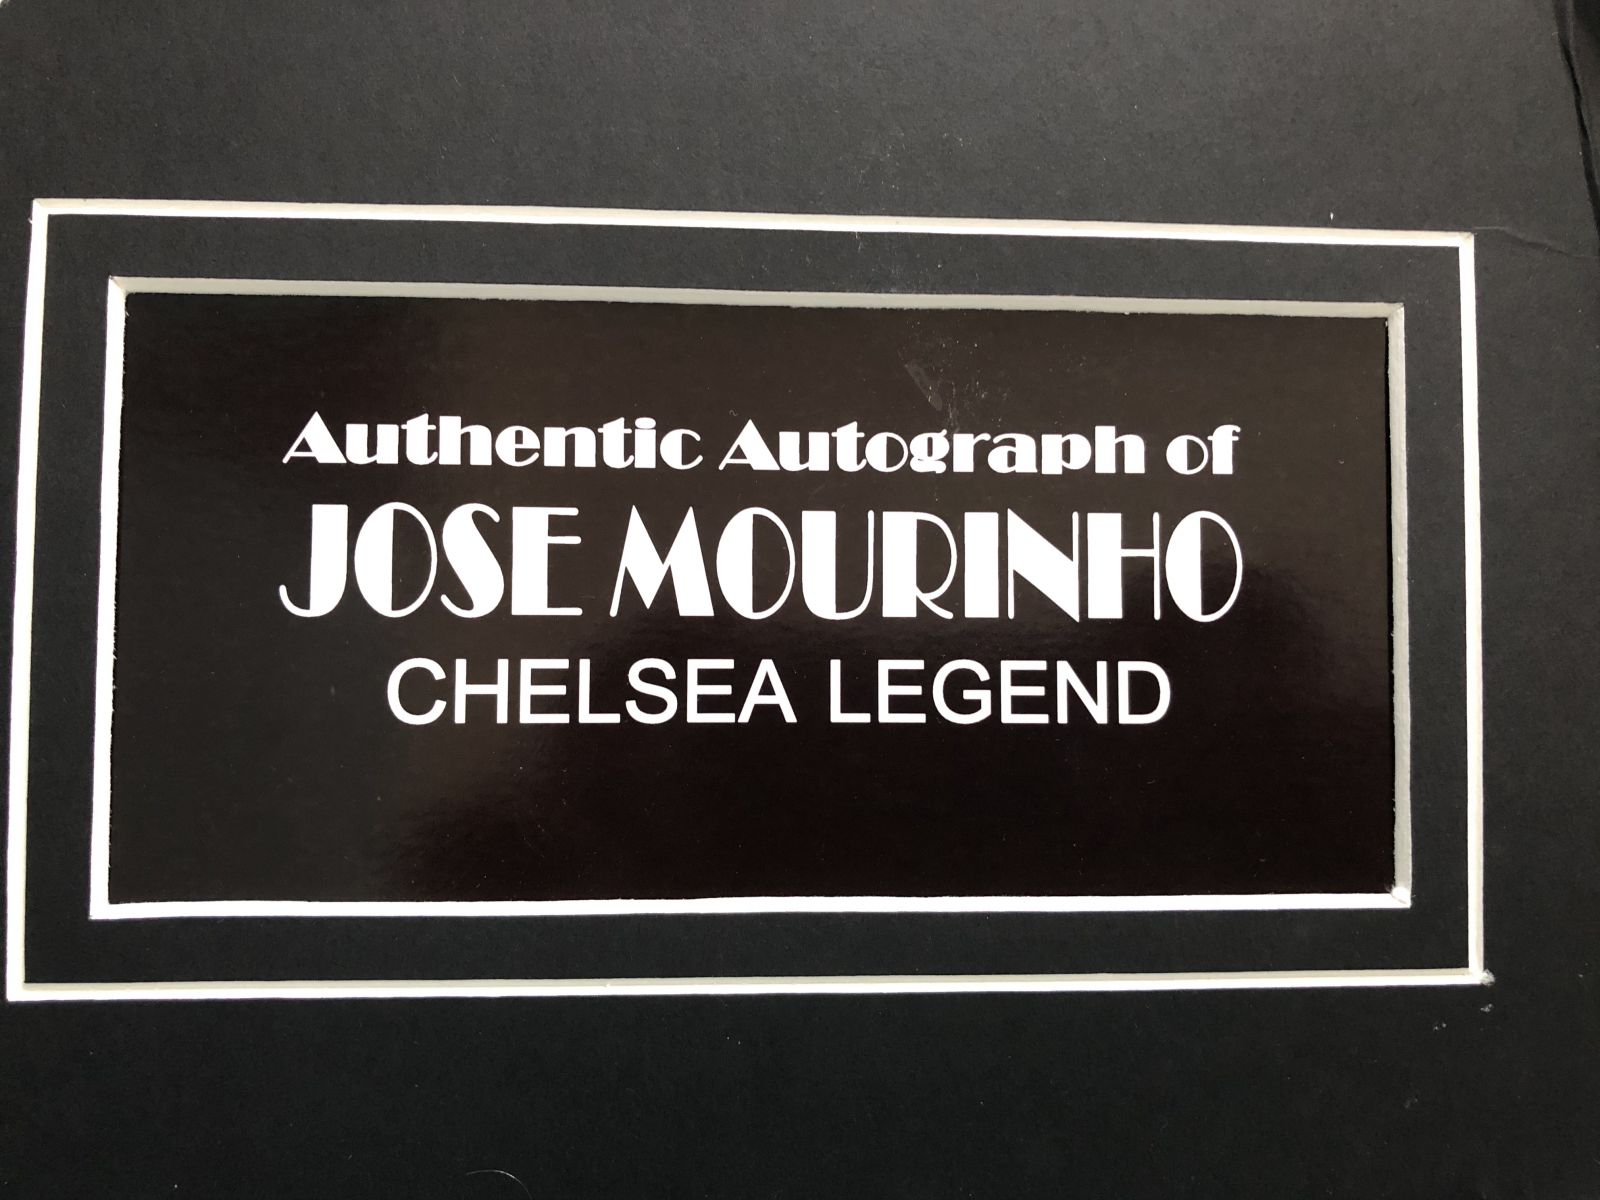 Authentic Autograph of
JOSE MOURINHO
CHELSEA LEGEND